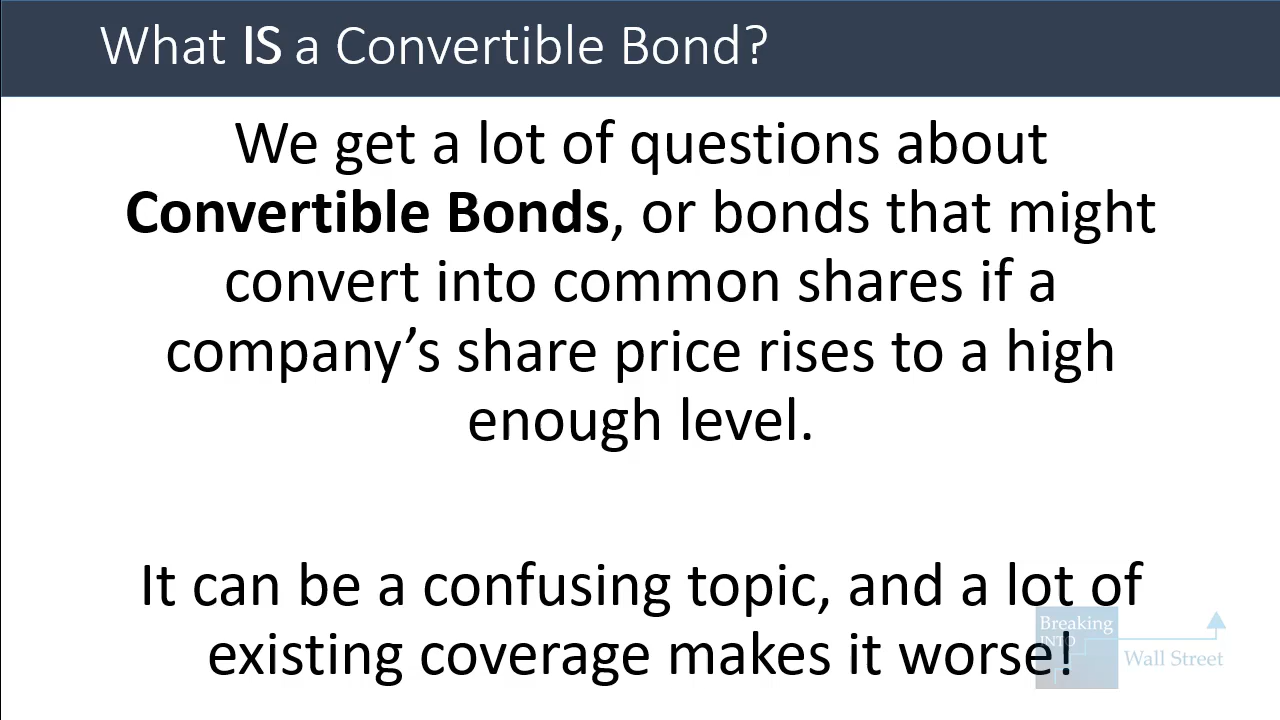 What IS a Convertible Bond?
We get a lot of questions about
Convertible Bonds, or bonds that might
convert into common shares if a
company’s share price rises to a high
enough level.
It can be a confusing topic, and a lot of
existing coverage makes it worse!
Breaking
INTO
Wall Street